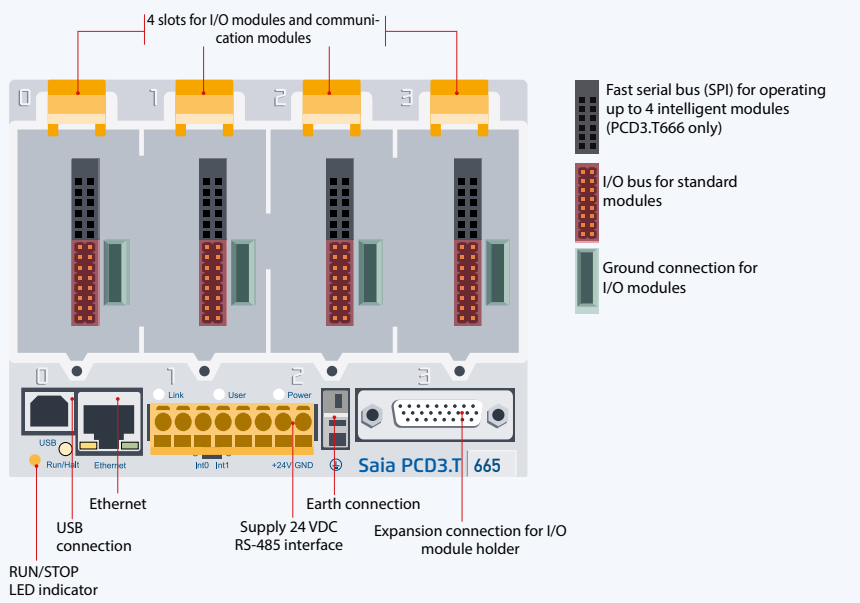 4 slots for I/O modules and communi-
cation modules
0 1 2 3
Fast serial bus (SPI) for operating
up to 4 intelligent modules
(PCD3.T666 only)
I/O bus for standard
modules
Ground connection for
I/O modules
0 1 2 3
Link User Power
USB
Run/Halt Ethernet Int0 Int1 +24V GND
Saia PCD3.T 665
Ethernet
Earth connection
USB
connection
Supply 24 VDC
RS-485 interface
Expansion connection for I/O
module holder
RUN/STOP
LED indicator